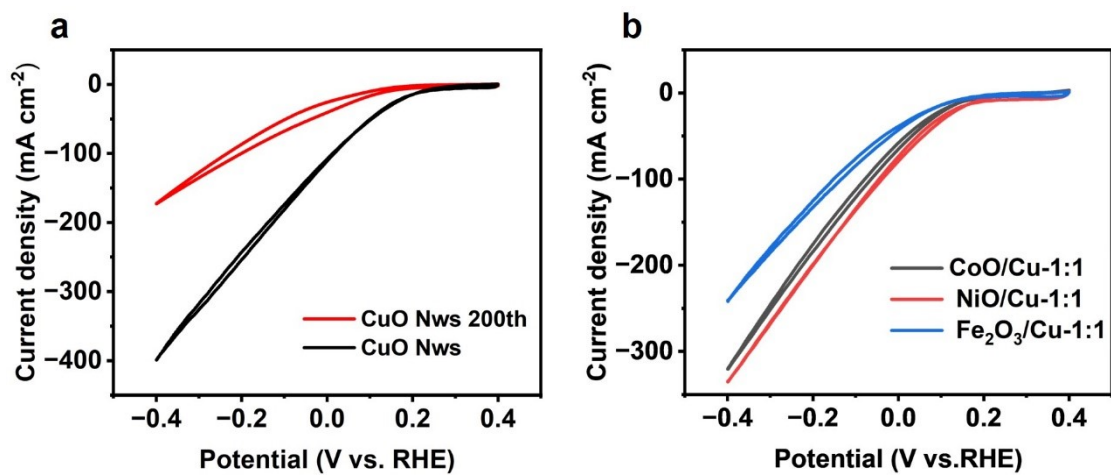 a
0
−100
−200
−300
−400
Current density (mA cm⁻²)
CuO Nws 200th
CuO Nws
−0.4 −0.2 0.0 0.2 0.4
Potential (V vs. RHE)
b
0
−100
−200
−300
Current density (mA cm⁻²)
CoO/Cu-1:1
NiO/Cu-1:1
Fe₂O₃/Cu-1:1
−0.4 −0.2 0.0 0.2 0.4
Potential (V vs.RHE)